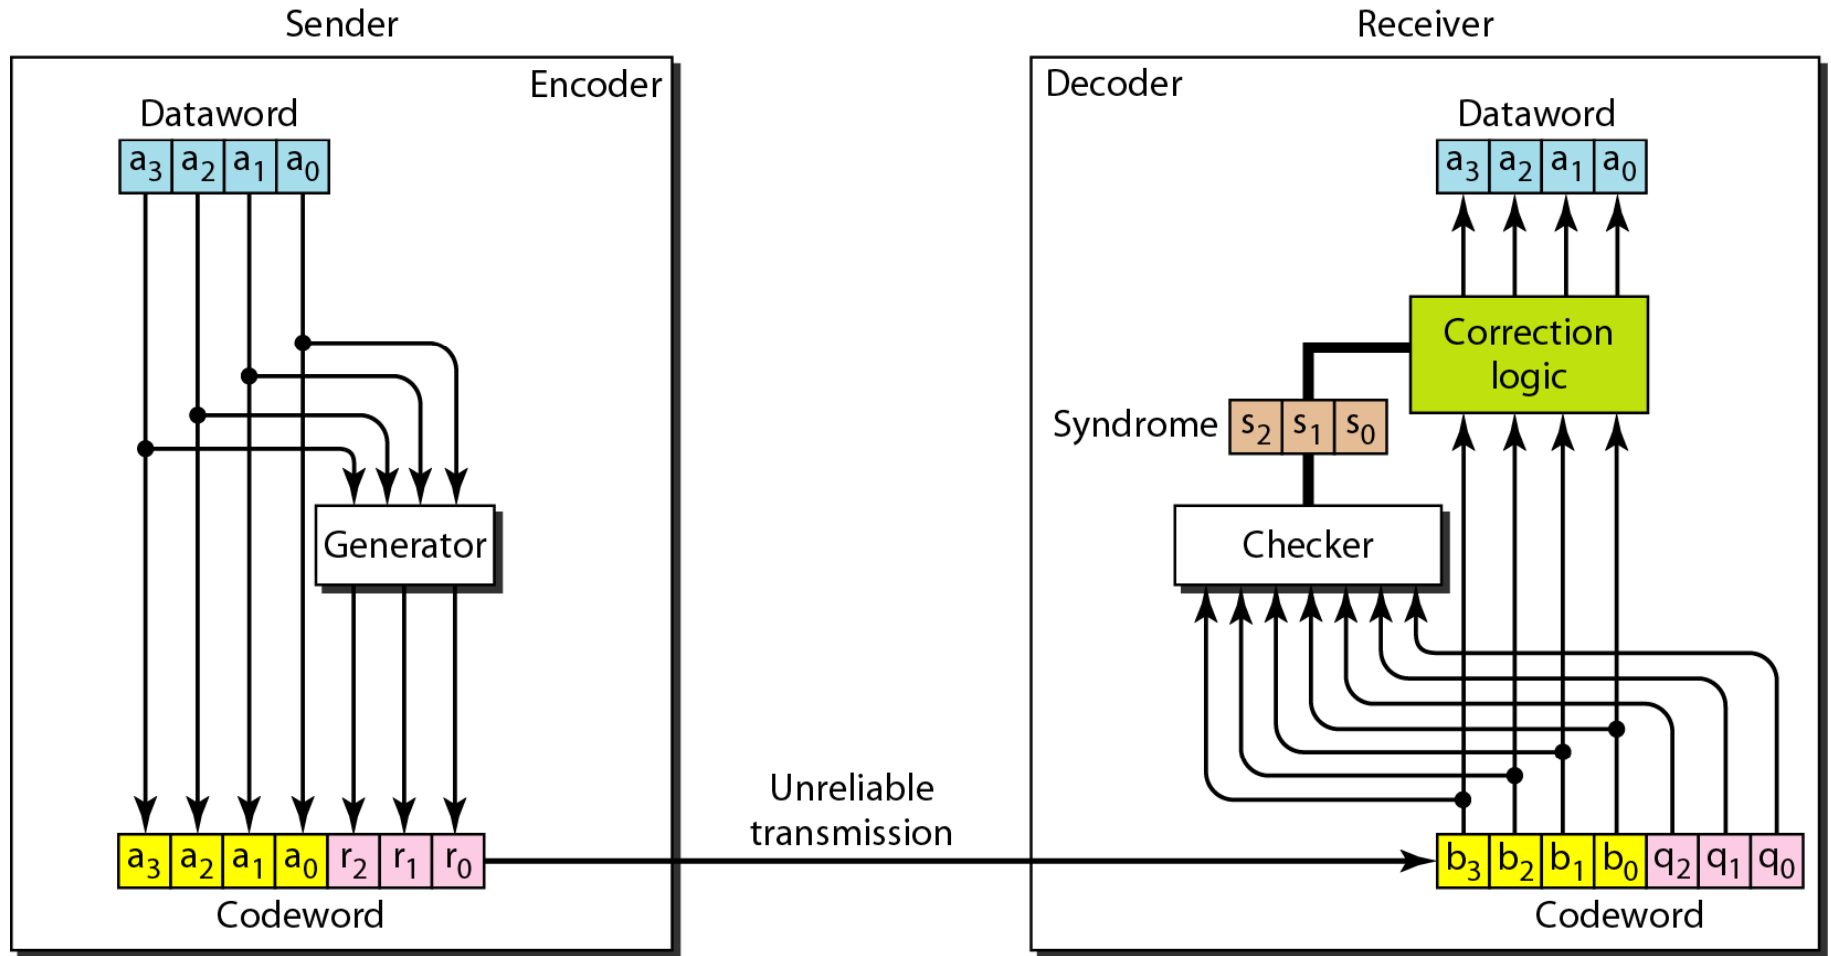 Sender
Receiver
Encoder
Decoder
Dataword
a3 a2 a1 a0
Dataword
a3 a2 a1 a0
Correction
logic
Syndrome
s2 s1 s0
Generator
Checker
Unreliable
transmission
a3 a2 a1 a0 r2 r1 r0
Codeword
b3 b2 b1 b0 q2 q1 q0
Codeword